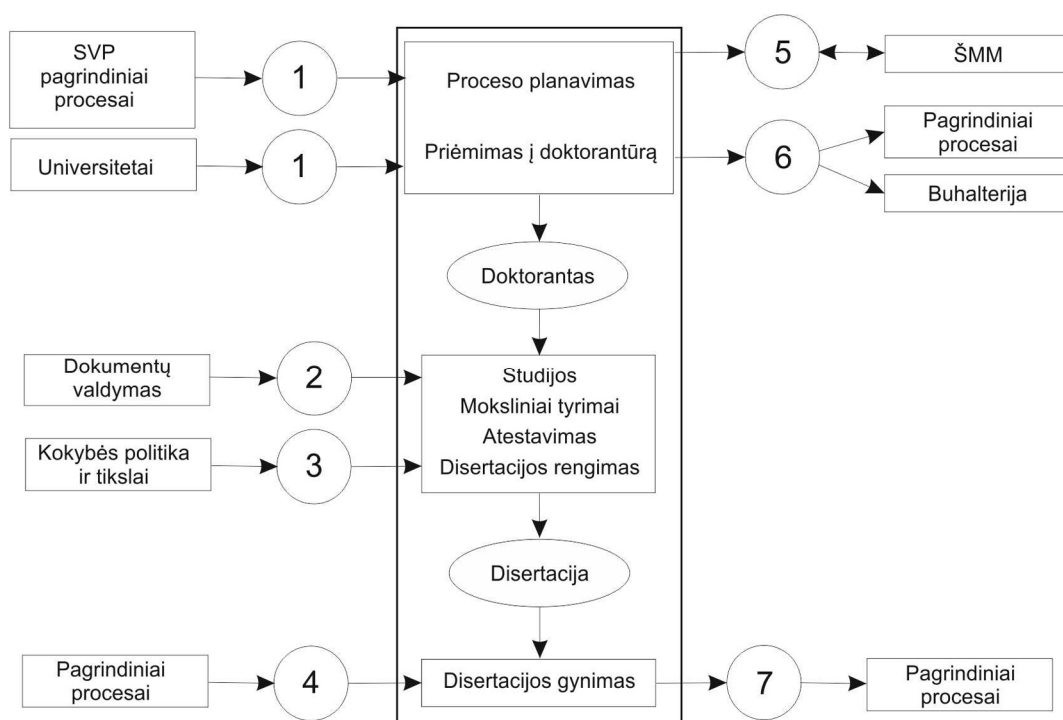 SVP
pagrindiniai
procesai
1
Proceso planavimas
5
ŠMM
Universitetai
1
Priėmimas į doktorantūrą
6
Pagrindiniai
procesai
Buhalterija
Doktorantas
Dokumentų
valdymas
2
Studijos
Moksliniai tyrimai
Atestavimas
Disertacijos rengimas
Kokybės politika
ir tikslai
3
Disertacija
Pagrindiniai
procesai
4
Disertacijos gynimas
7
Pagrindiniai
procesai